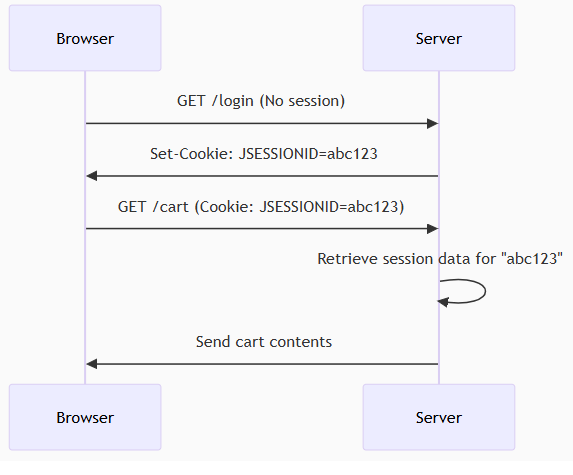 Browser
Server
GET /login (No session)
Set-Cookie: JSESSIONID=abc123
GET /cart (Cookie: JSESSIONID=abc123)
Retrieve session data for "abc123"
Send cart contents
Browser
Server